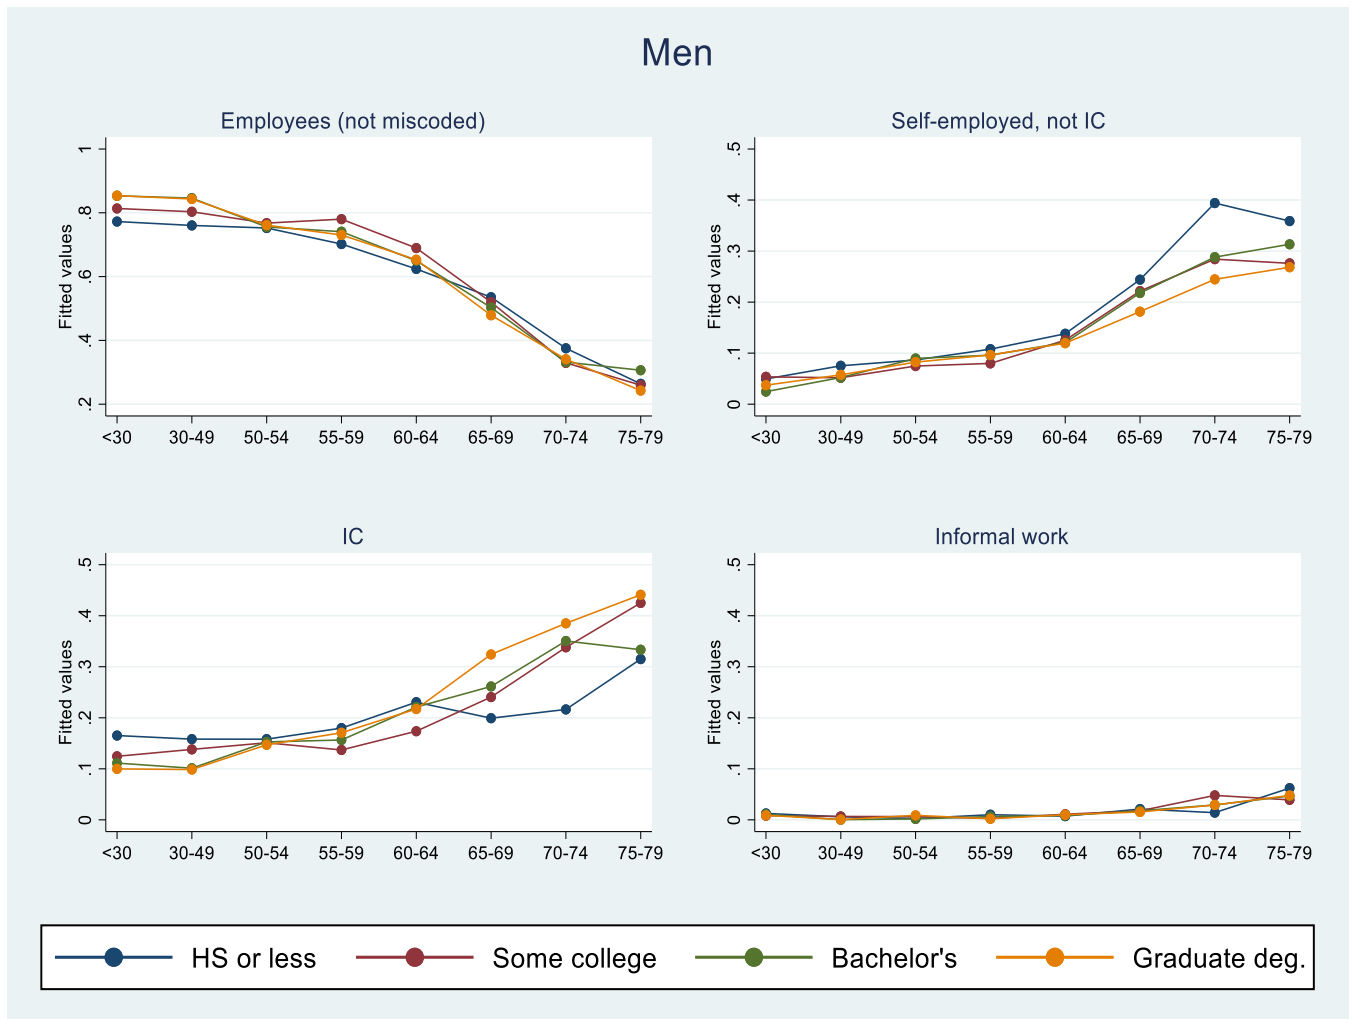 Men
Employees (not miscoded)
Fitted values
1
.8
.6
.4
.2
<30 30-49 50-54 55-59 60-64 65-69 70-74 75-79
Self-employed, not IC
Fitted values
.5
.4
.3
.2
.1
0
<30 30-49 50-54 55-59 60-64 65-69 70-74 75-79
IC
Fitted values
.5
.4
.3
.2
.1
0
<30 30-49 50-54 55-59 60-64 65-69 70-74 75-79
Informal work
Fitted values
.5
.4
.3
.2
.1
0
<30 30-49 50-54 55-59 60-64 65-69 70-74 75-79
HS or less Some college Bachelor's Graduate deg.